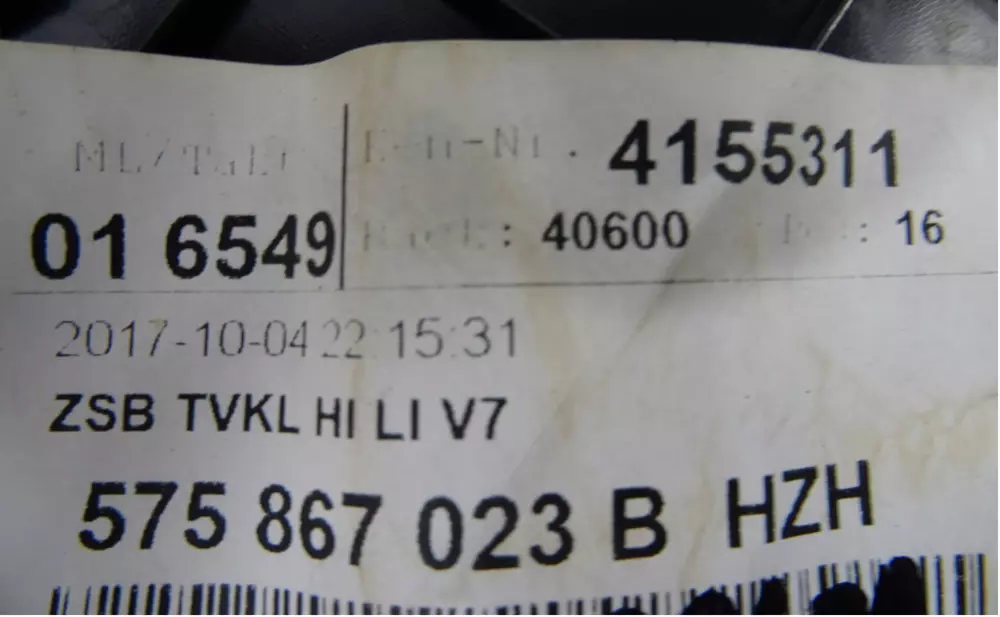 4155311
01 6549 : 40600 : 16
2017-10-04 22:15:31
ZSB TVKL HI LI V7
575 867 023 B HZH